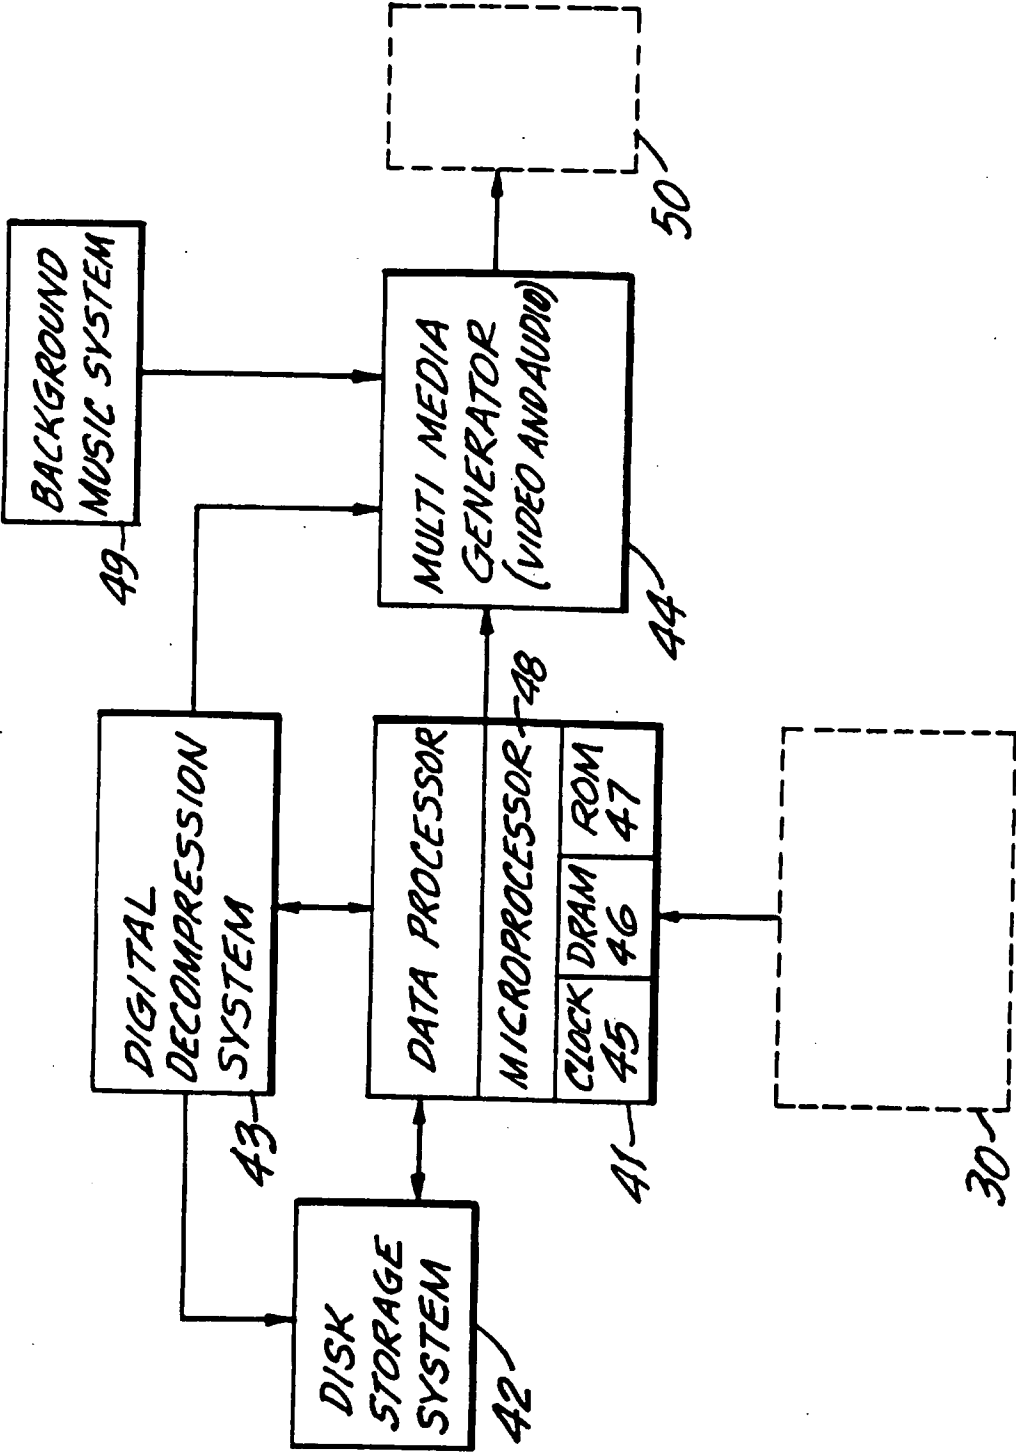 BACKGROUND
MUSIC SYSTEM
49
DIGITAL
DECOMPRESSION
SYSTEM
43
DISK
STORAGE
SYSTEM
42
DATA PROCESSOR
MICROPROCESSOR
48
CLOCK
45
DRAM
46
ROM
47
41
MULTI MEDIA
GENERATOR
(VIDEO AND AUDIO)
44
50
30